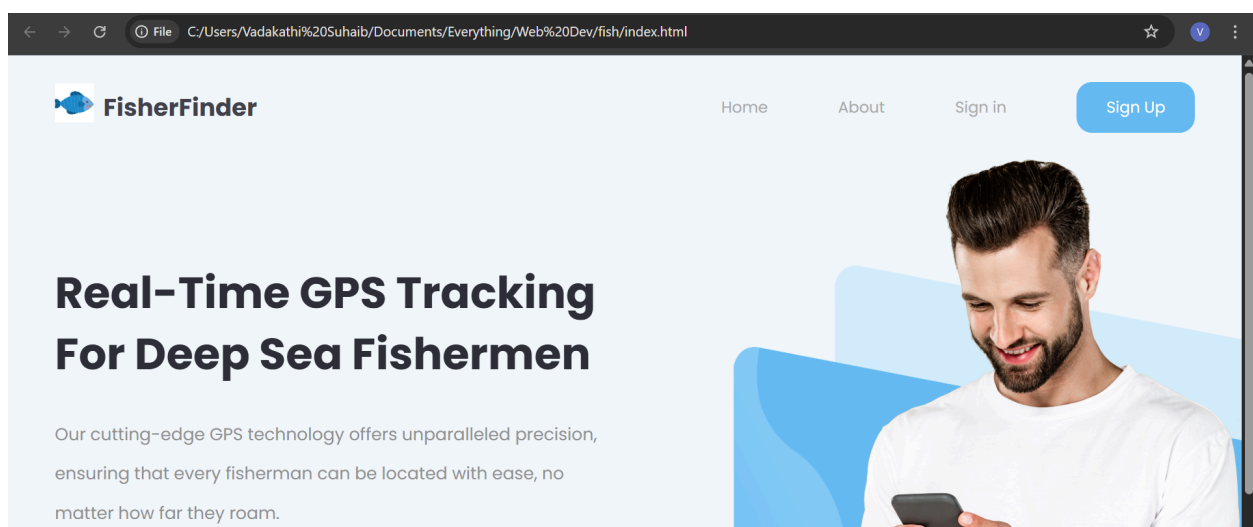 File C:/Users/Vadakathi%20Suhaib/Documents/Everything/Web%20Dev/fish/index.html V
FisherFinder Home About Sign in Sign Up
Real-Time GPS Tracking
For Deep Sea Fishermen
Our cutting-edge GPS technology offers unparalleled precision,
ensuring that every fisherman can be located with ease, no
matter how far they roam.